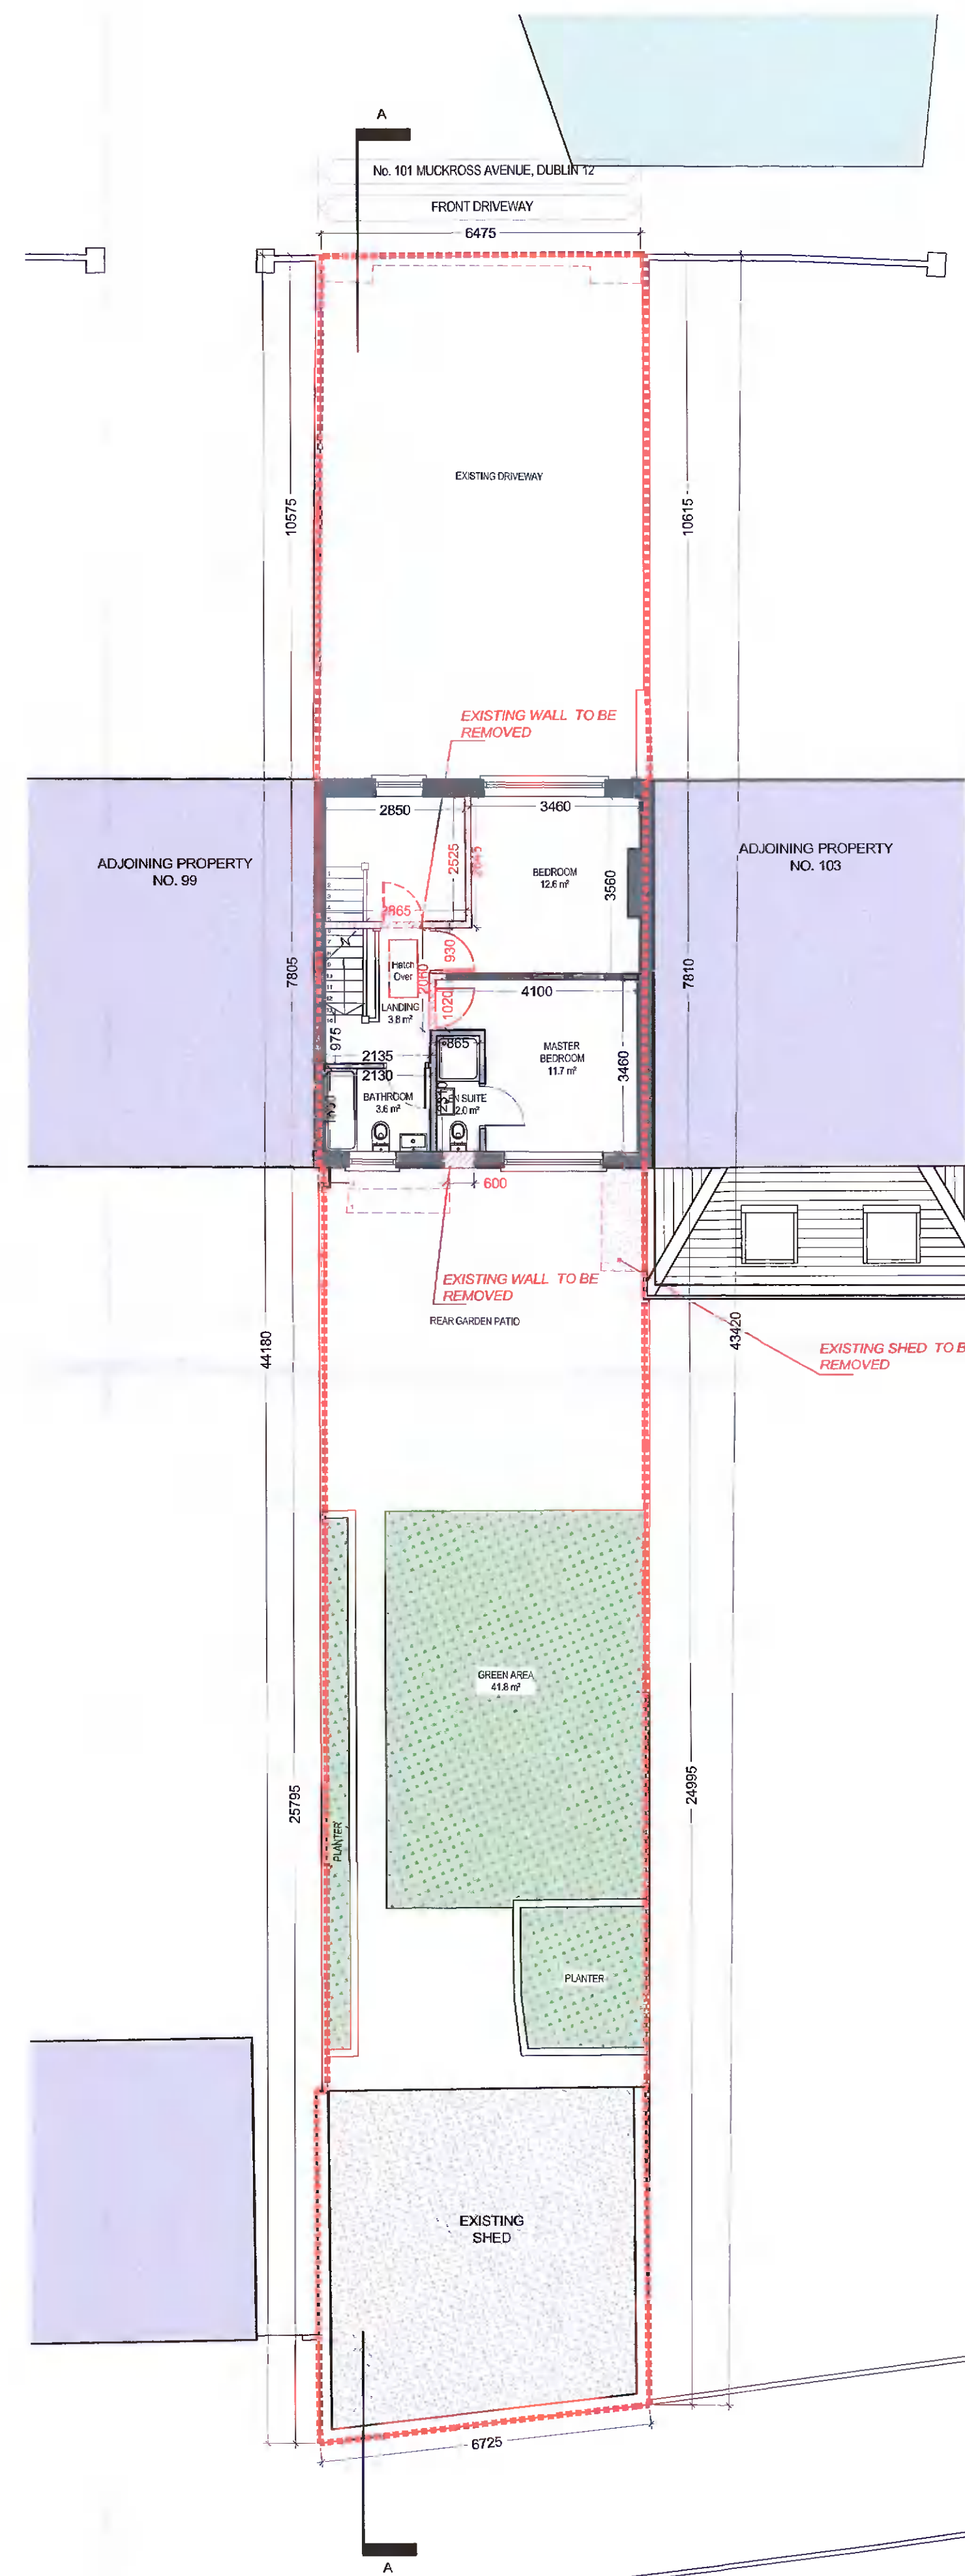 A
No. 101 MUCKROSS AVENUE, DUBLIN 12
FRONT DRIVEWAY
6475
EXISTING DRIVEWAY
10575
10615
EXISTING WALL TO BE
REMOVED
2850
3460
ADJOINING PROPERTY
NO. 99
ADJOINING PROPERTY
NO. 103
2525
2645
BEDROOM
12.6 m²
3560
2865
930
Hatch
Over
2060
7805
7810
4100
1020
LANDING
3.8 m²
975
865
MASTER
BEDROOM
11.7 m²
3460
2135
2130
BATHROOM
3.6 m²
2310
EN SUITE
2.0 m²
600
EXISTING WALL TO BE
REMOVED
REAR GARDEN PATIO
44180
43420
EXISTING SHED TO B
REMOVED
GREEN AREA
41.8 m²
25795
24995
PLANTER
PLANTER
EXISTING
SHED
6725
A